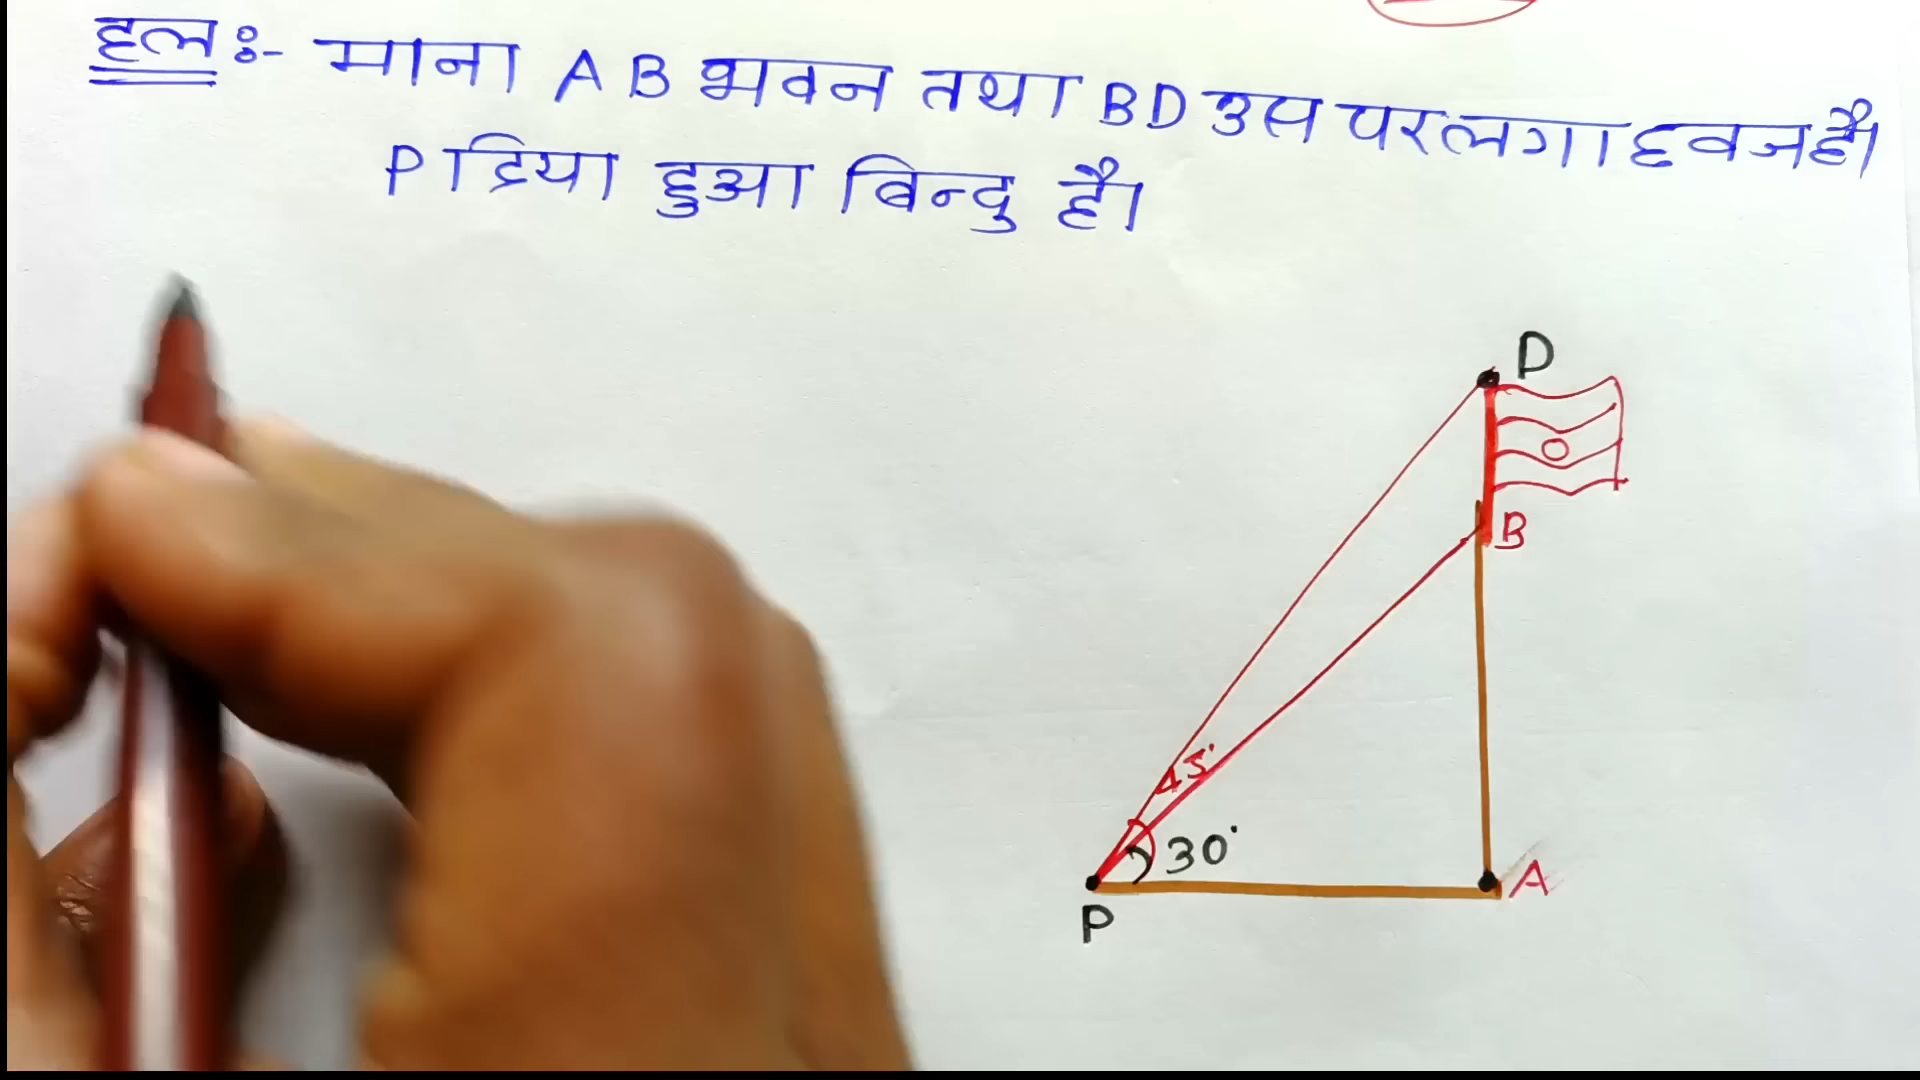 हल :- माना AB भवन तथा BD उस पर लगा ध्वज है।
P दिया हुआ बिन्दु है।
D
B
45°
30°
A
P